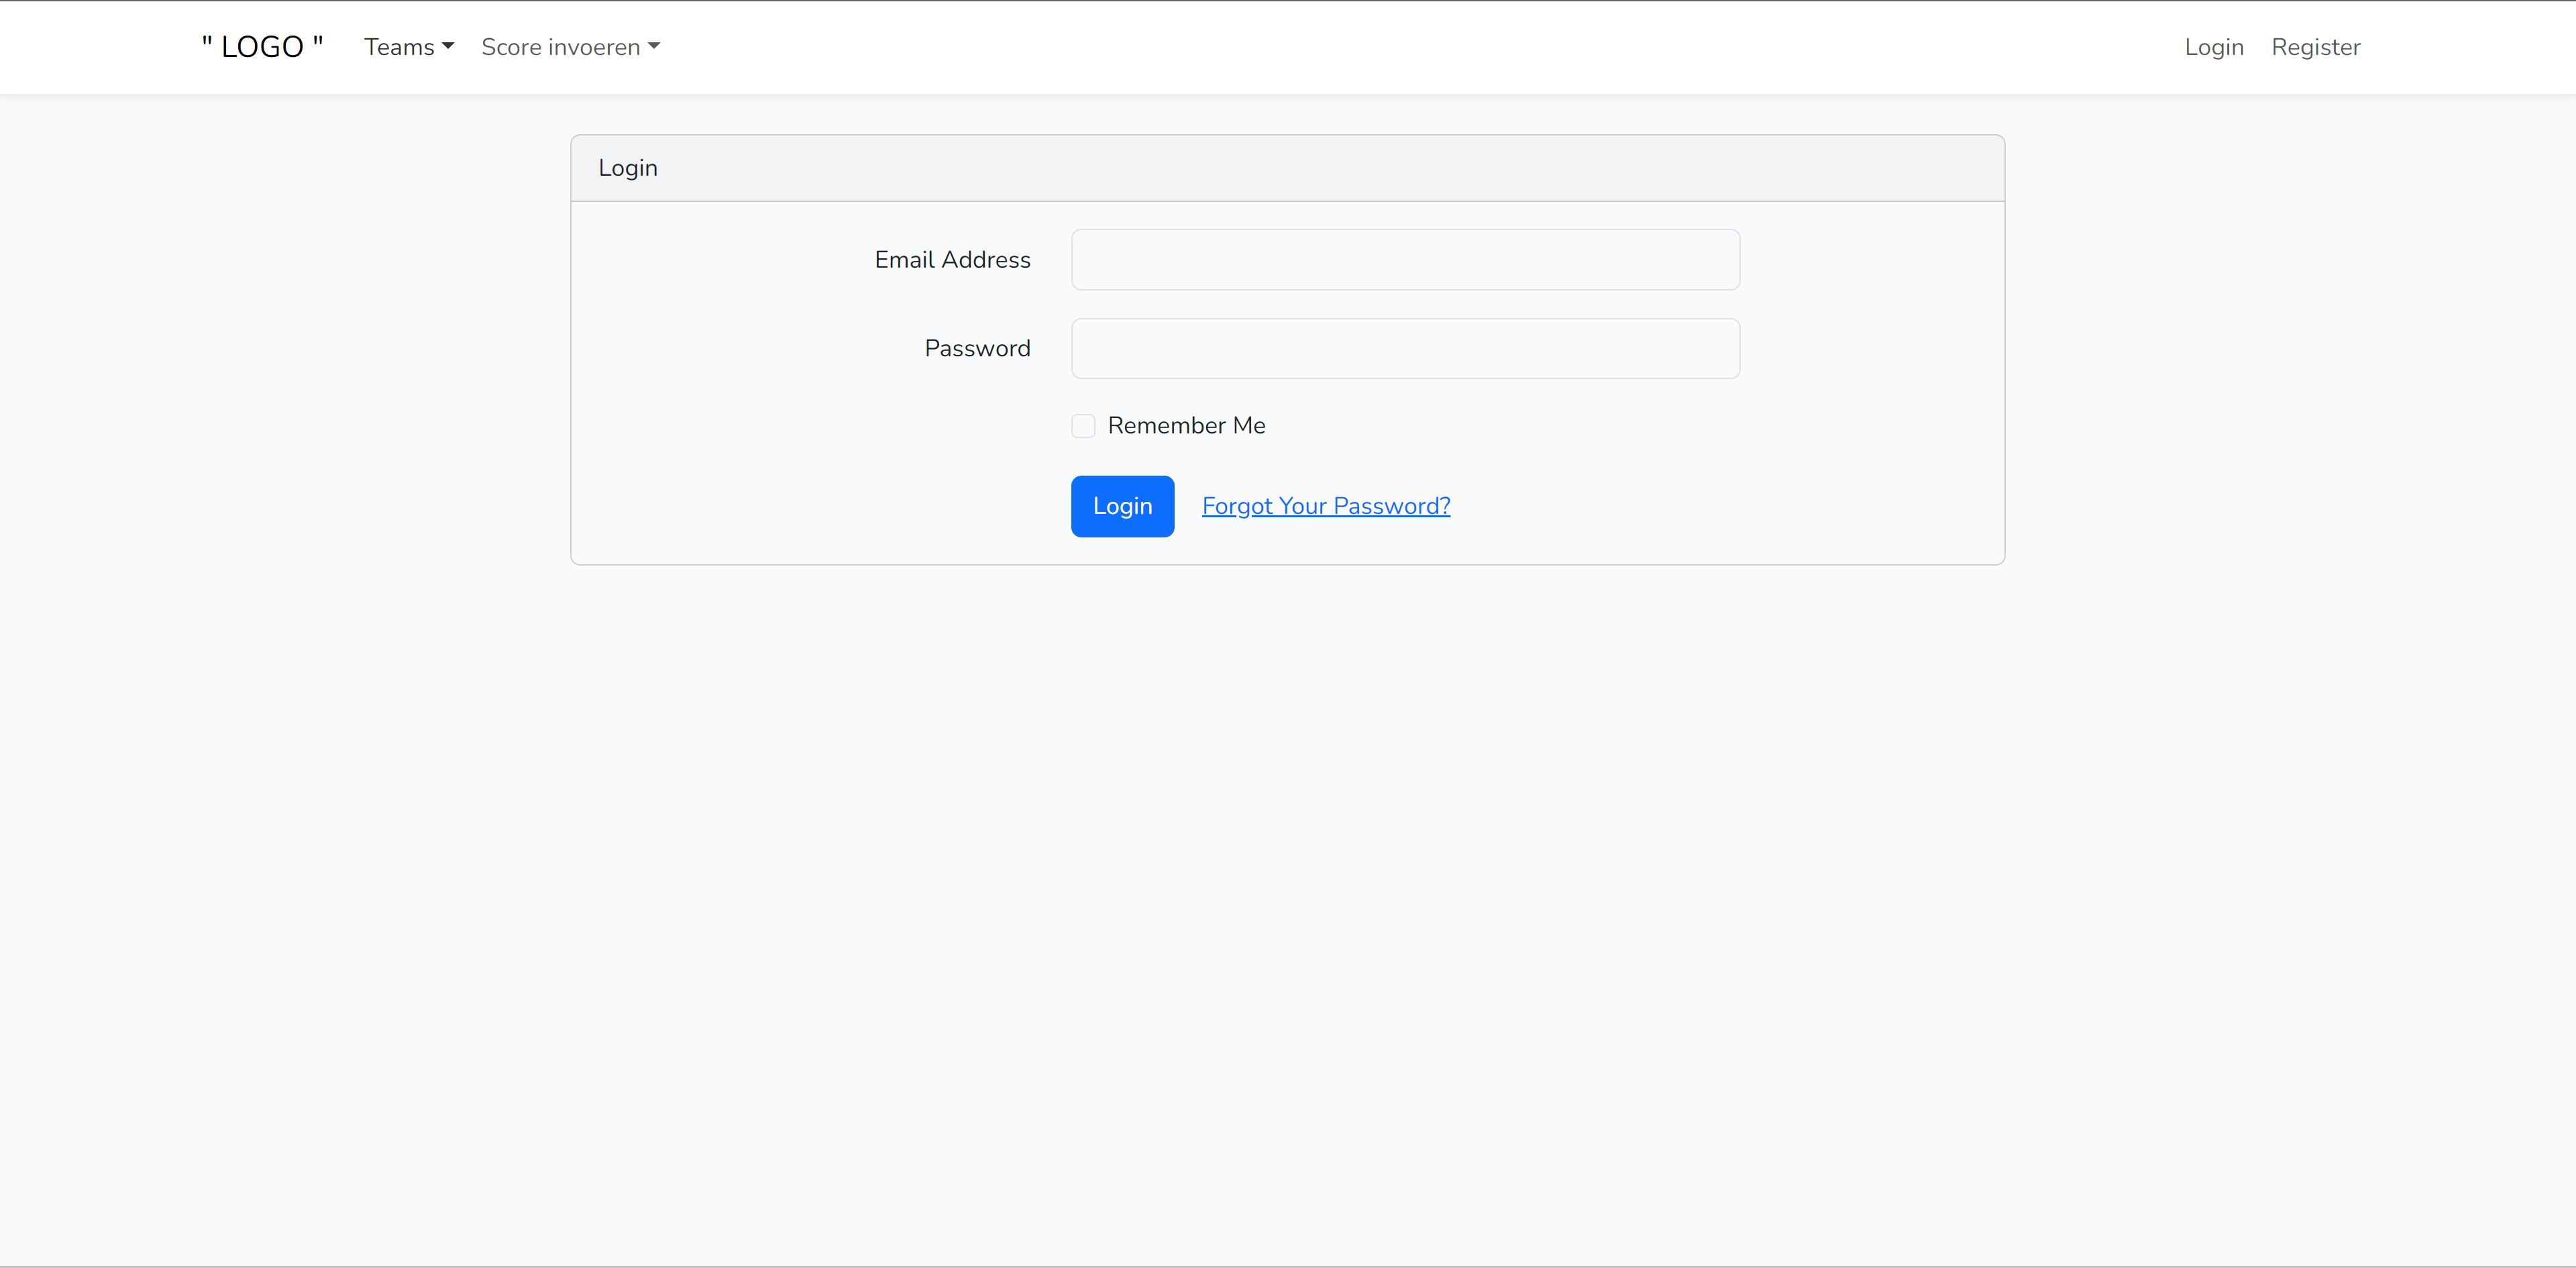 " LOGO " Teams Score invoeren Login Register
Login
Email Address
Password
Remember Me
Login Forgot Your Password?